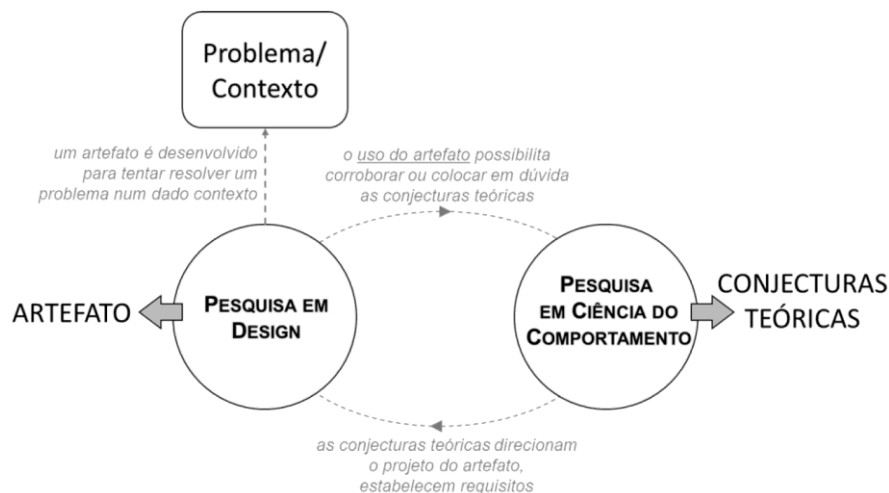 Problema/
Contexto
um artefato é desenvolvido
para tentar resolver um
problema num dado contexto
o uso do artefato possibilita
corroborar ou colocar em dúvida
as conjecturas teóricas
ARTEFATO
PESQUISA EM
DESIGN
PESQUISA
EM CIÊNCIA DO
COMPORTAMENTO
CONJECTURAS
TEÓRICAS
as conjecturas teóricas direcionam
o projeto do artefato,
estabelecem requisitos